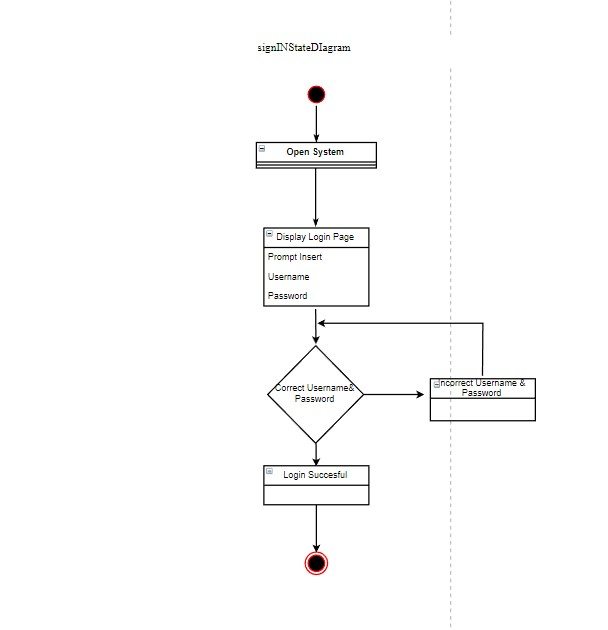 signINStateDIagram
Open System
Display Login Page
Prompt Insert
Username
Password
Correct Username&
Password
Incorrect Username &
Password
Login Succesful